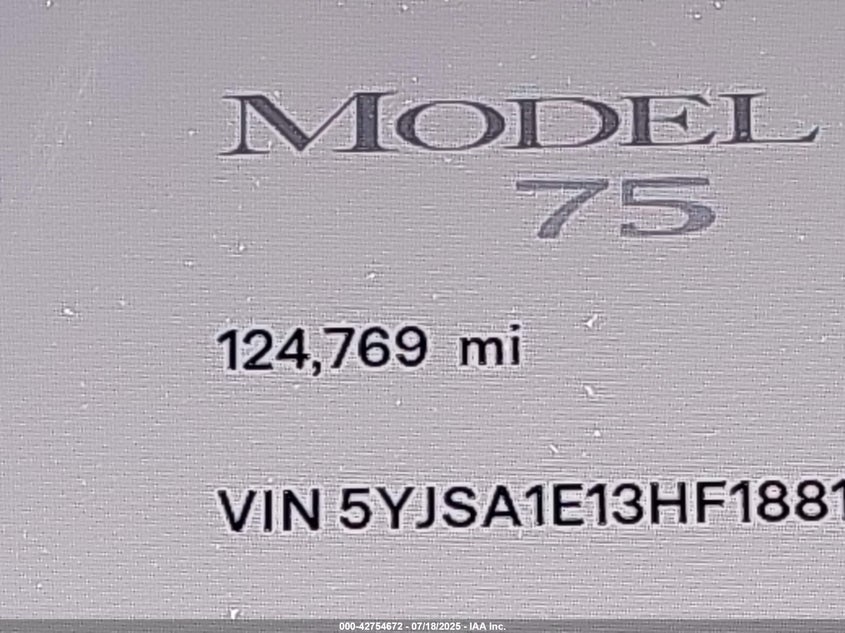 MODEL
75
124,769 mi
VIN 5YJSA1E13HF1881
000-42754672 - 07/18/2025 - IAA Inc.